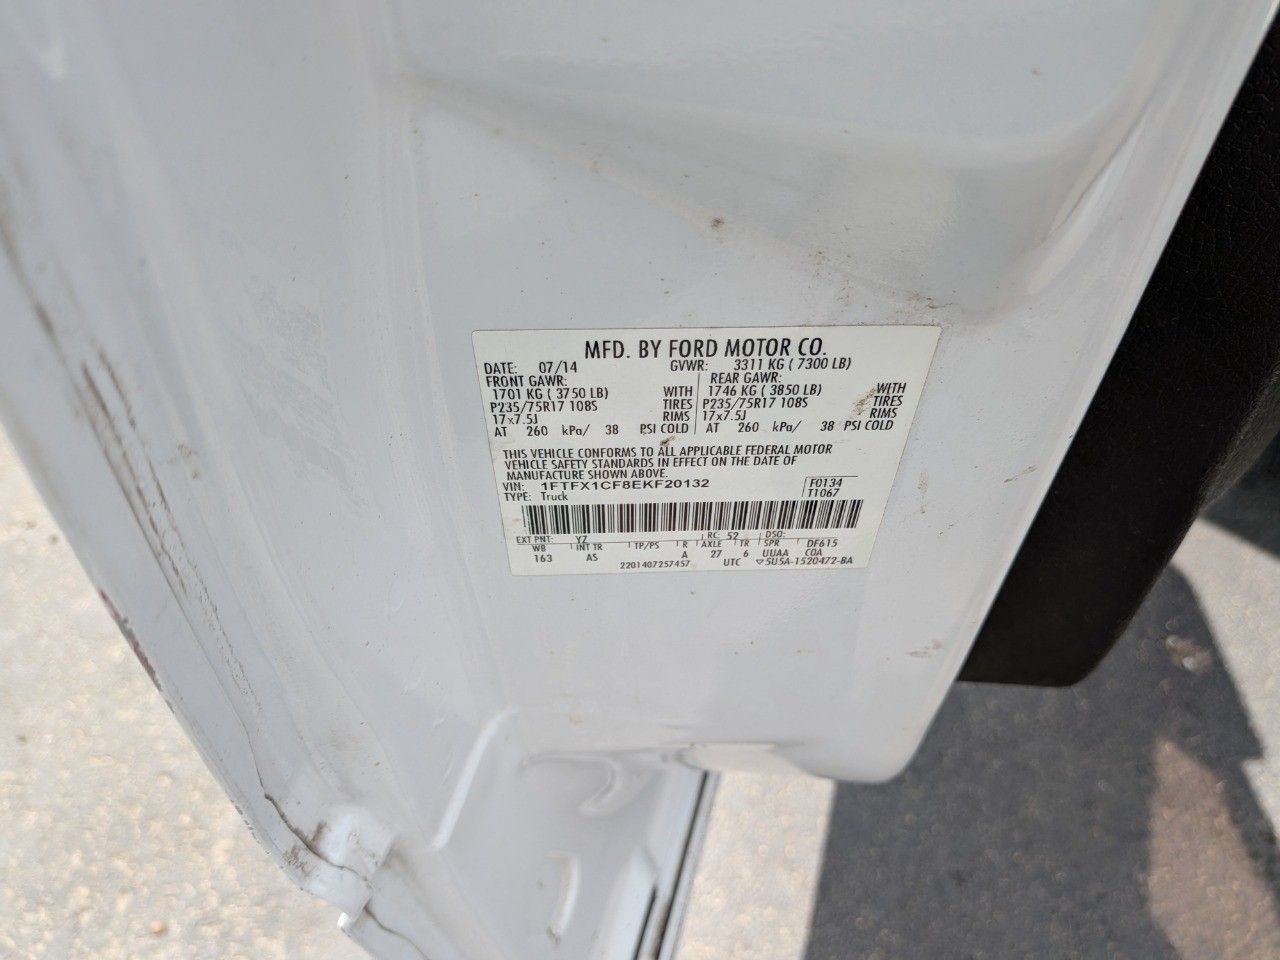 MFD. BY FORD MOTOR CO.
DATE: 07/14 GVWR: 3311 KG ( 7300 LB)
FRONT GAWR: REAR GAWR:
1701 KG ( 3750 LB) WITH 1746 KG ( 3850 LB) WITH
P235/75R17 108S TIRES P235/75R17 108S TIRES
17x7.5J RIMS 17x7.5J RIMS
AT 260 kPa/ 38 PSI COLD AT 260 kPa/ 38 PSI COLD
THIS VEHICLE CONFORMS TO ALL APPLICABLE FEDERAL MOTOR
VEHICLE SAFETY STANDARDS IN EFFECT ON THE DATE OF
MANUFACTURE SHOWN ABOVE.
VIN: 1FTFX1CF8EKF20132 F0134
TYPE: Truck T1067
EXT PNT: YZ RC: 52 DSO:
WB INT TR TP/PS R AXLE TR SPR DF615
163 AS A 27 6 UUAA COA
2201407257457 UTC ▽5U5A-1520472-BA